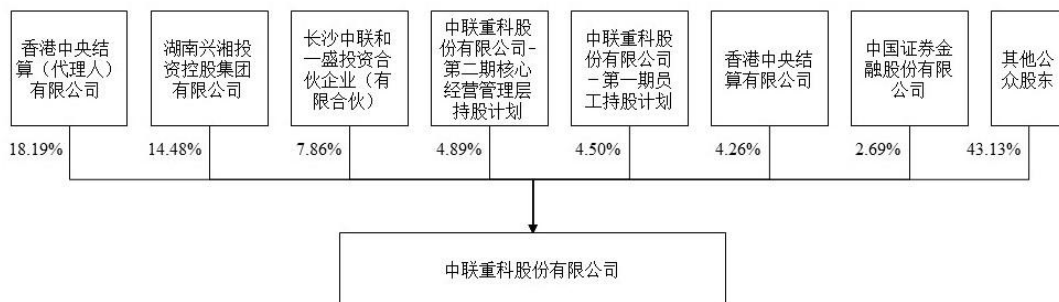 香港中央结
算（代理人）
有限公司
湖南兴湘投
资控股集团
有限公司
长沙中联和
一盛投资合
伙企业（有
限合伙）
中联重科股
份有限公司-
第二期核心
经营管理层
持股计划
中联重科股
份有限公司
-第一期员
工持股计划
香港中央结
算有限公司
中国证券金
融股份有限
公司
其他公
众股东
18.19%
14.48%
7.86%
4.89%
4.50%
4.26%
2.69%
43.13%
中联重科股份有限公司